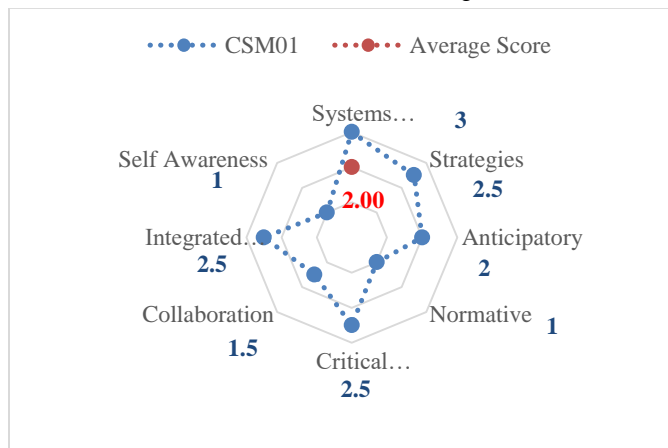 CSM01 Average Score
Systems…
3
Self Awareness
Strategies
1
2.5
2.00
Integrated…
Anticipatory
2.5
2
Collaboration
Normative
1.5
1
Critical…
2.5